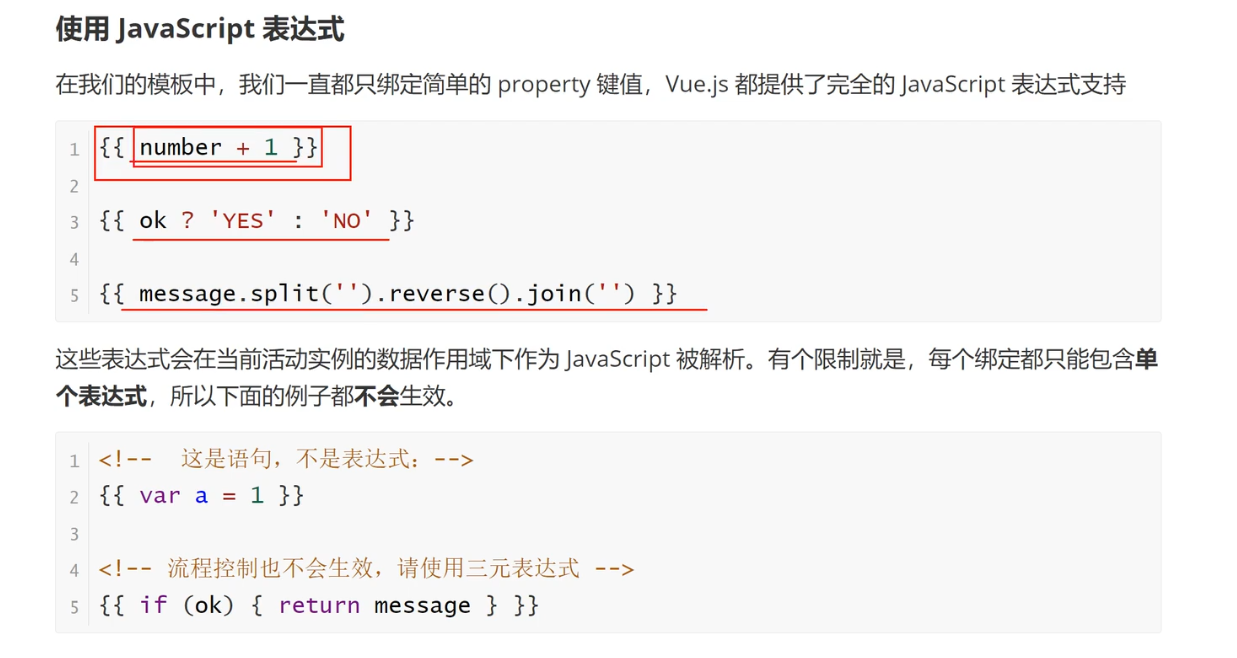 使用 JavaScript 表达式
在我们的模板中，我们一直都只绑定简单的 property 键值，Vue.js 都提供了完全的 JavaScript 表达式支持
1 {{ number + 1 }}
2
3 {{ ok ? 'YES' : 'NO' }}
4
5 {{ message.split('').reverse().join('') }}
这些表达式会在当前活动实例的数据作用域下作为 JavaScript 被解析。有个限制就是，每个绑定都只能包含单
个表达式，所以下面的例子都不会生效。
1 <!--  这是语句，不是表达式：-->
2 {{ var a = 1 }}
3
4 <!-- 流程控制也不会生效，请使用三元表达式 -->
5 {{ if (ok) { return message } }}